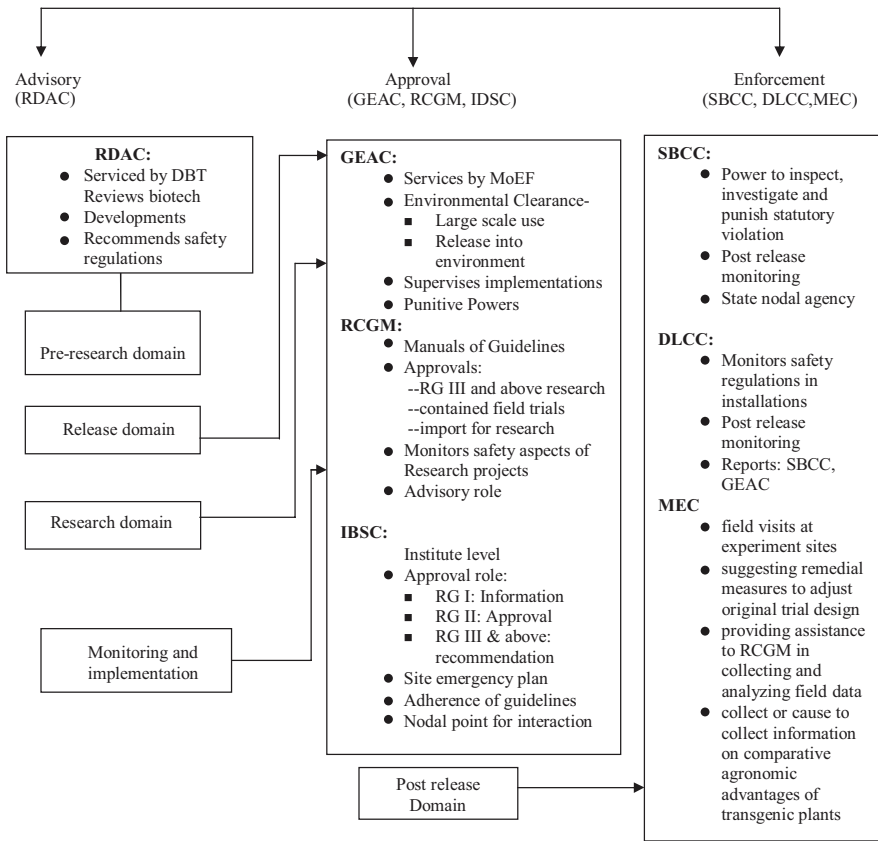 Advisory
(RDAC)
Approval
(GEAC, RCGM, IDSC)
Enforcement
(SBCC, DLCC,MEC)
RDAC:
● Serviced by DBT
Reviews biotech
● Developments
● Recommends safety
regulations
Pre-research domain
Release domain
Research domain
Monitoring and
implementation
GEAC:
● Services by MoEF
● Environmental Clearance-
■ Large scale use
■ Release into
environment
● Supervises implementations
● Punitive Powers
RCGM:
● Manuals of Guidelines
● Approvals:
--RG III and above research
--contained field trials
--import for research
● Monitors safety aspects of
Research projects
● Advisory role
IBSC:
Institute level
● Approval role:
■ RG I: Information
■ RG II: Approval
■ RG III & above:
recommendation
● Site emergency plan
● Adherence of guidelines
● Nodal point for interaction
Post release
Domain
SBCC:
● Power to inspect,
investigate and
punish statutory
violation
● Post release
monitoring
● State nodal agency
DLCC:
● Monitors safety
regulations in
installations
● Post release
monitoring
● Reports: SBCC,
GEAC
MEC
● field visits at
experiment sites
● suggesting remedial
measures to adjust
original trial design
● providing assistance
to RCGM in
collecting and
analyzing field data
● collect or cause to
collect information
on comparative
agronomic
advantages of
transgenic plants